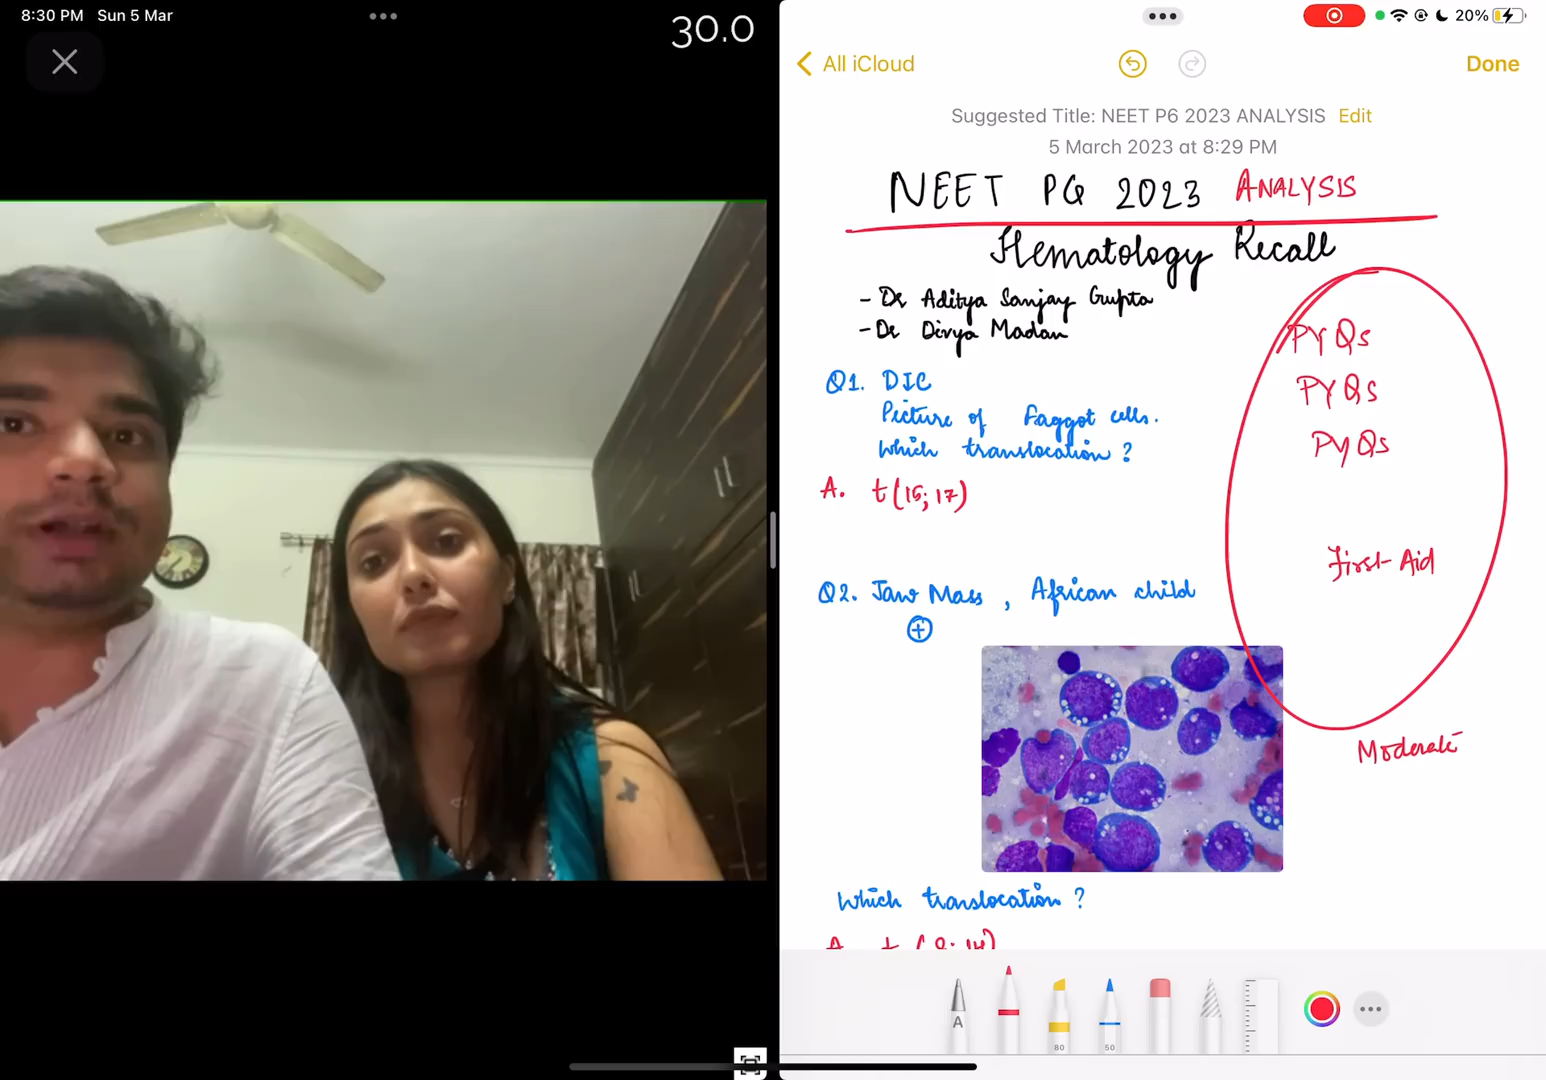 8:30 PM Sun 5 Mar
30.0
20%
All iCloud
Done
Suggested Title: NEET P6 2023 ANALYSIS Edit
5 March 2023 at 8:29 PM
NEET PG 2023 ANALYSIS
Hematology Recall
- Dr Aditya Sanjay Gupta
- Dr Divya Madan
PYQs
PYQs
PYQs
First-Aid
Moderate
Q1. DIC
Picture of Faggot cells.
Which translocation ?
A. t(15; 17)
Q2. Jaw Mass , African child
+
Which translocation ?
A. t (8; 14)
A
80
50